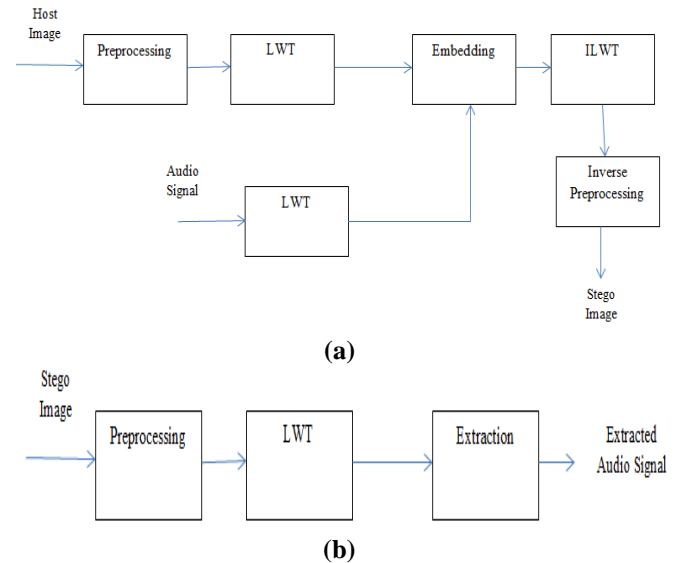 Host
Image
Preprocessing
LWT
Embedding
ILWT
Audio
Signal
LWT
Inverse
Preprocessing
Stego
Image
(a)
Stego
Image
Preprocessing
LWT
Extraction
Extracted
Audio Signal
(b)